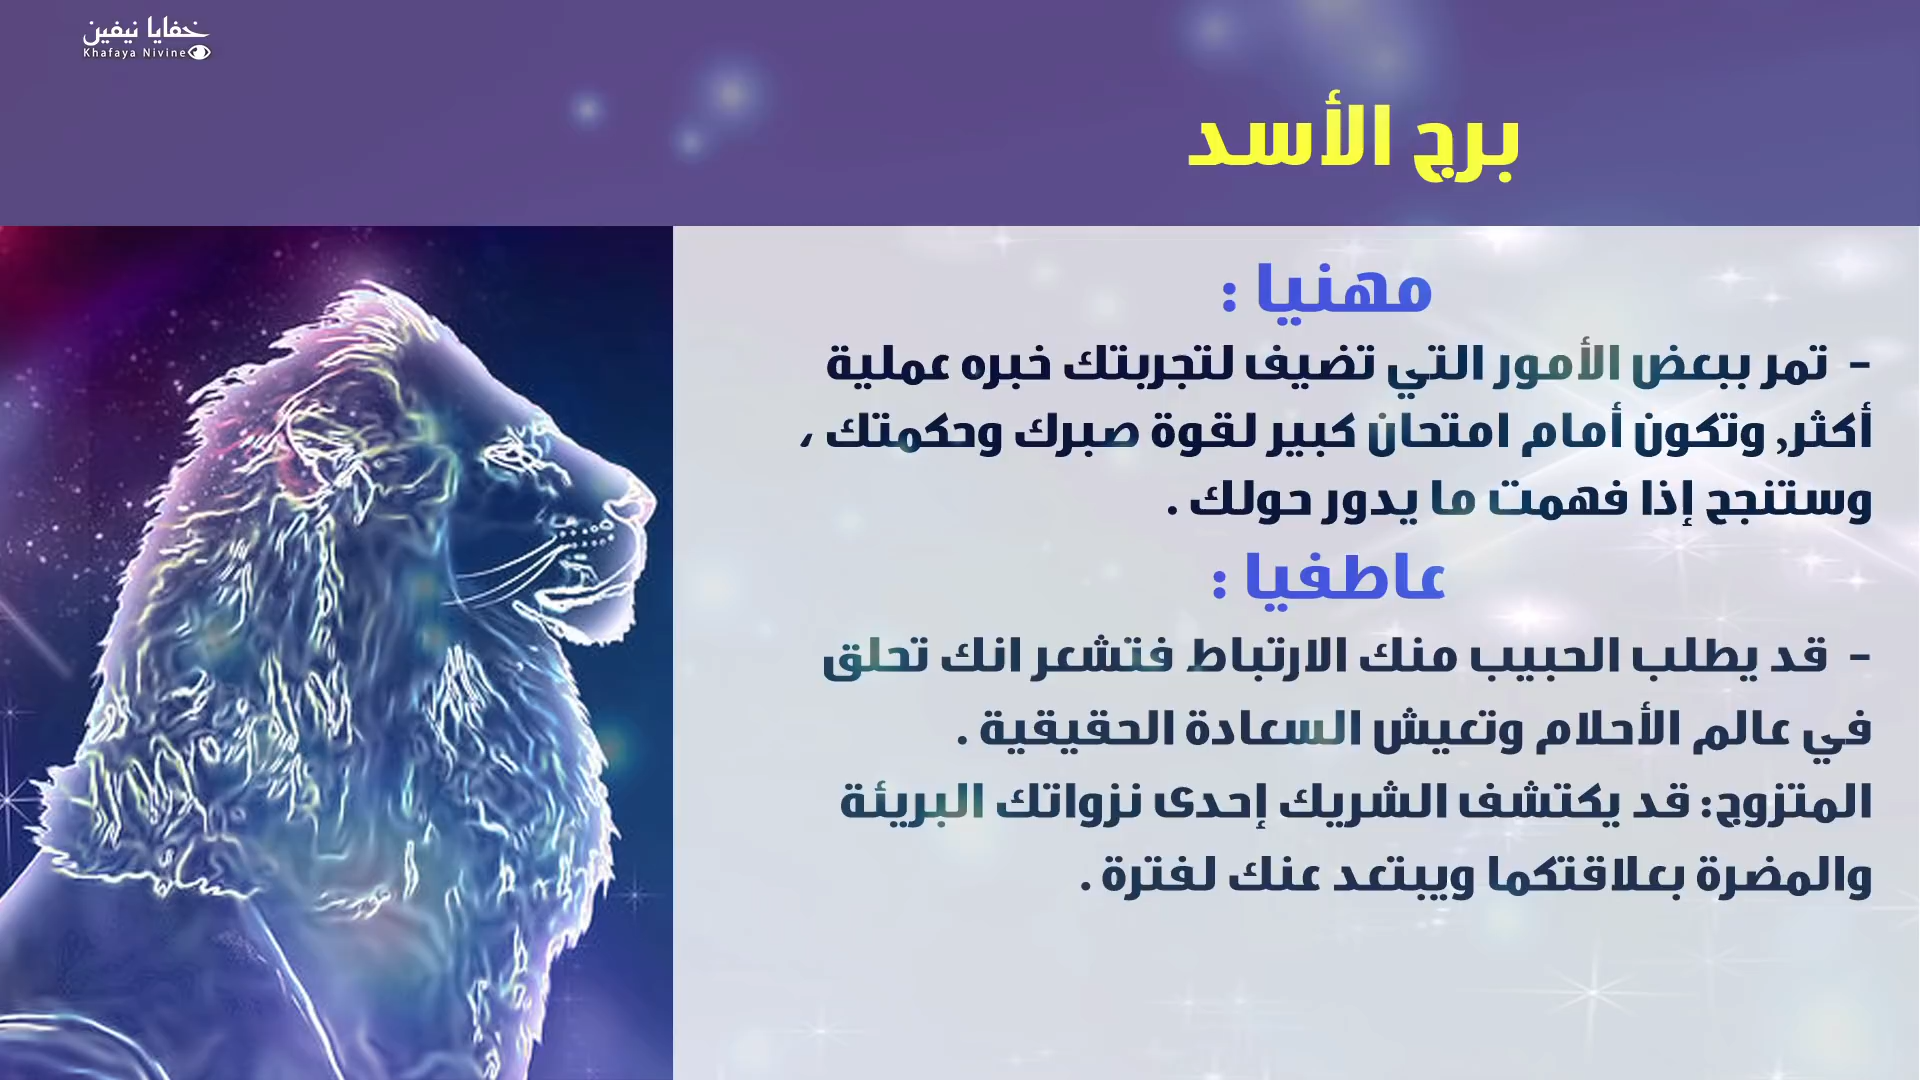 خفايا نيفين
Khafaya Nivine
برج الأسد
مهنيا :
- تمر ببعض الأمور التي تضيف لتجربتك خبره عملية
أكثر, وتكون أمام امتحان كبير لقوة صبرك وحكمتك ،
وستنجح إذا فهمت ما يدور حولك .
عاطفيا :
- قد يطلب الحبيب منك الارتباط فتشعر انك تحلق
في عالم الأحلام وتعيش السعادة الحقيقية .
المتزوج: قد يكتشف الشريك إحدى نزواتك البريئة
والمضرة بعلاقتكما ويبتعد عنك لفترة .